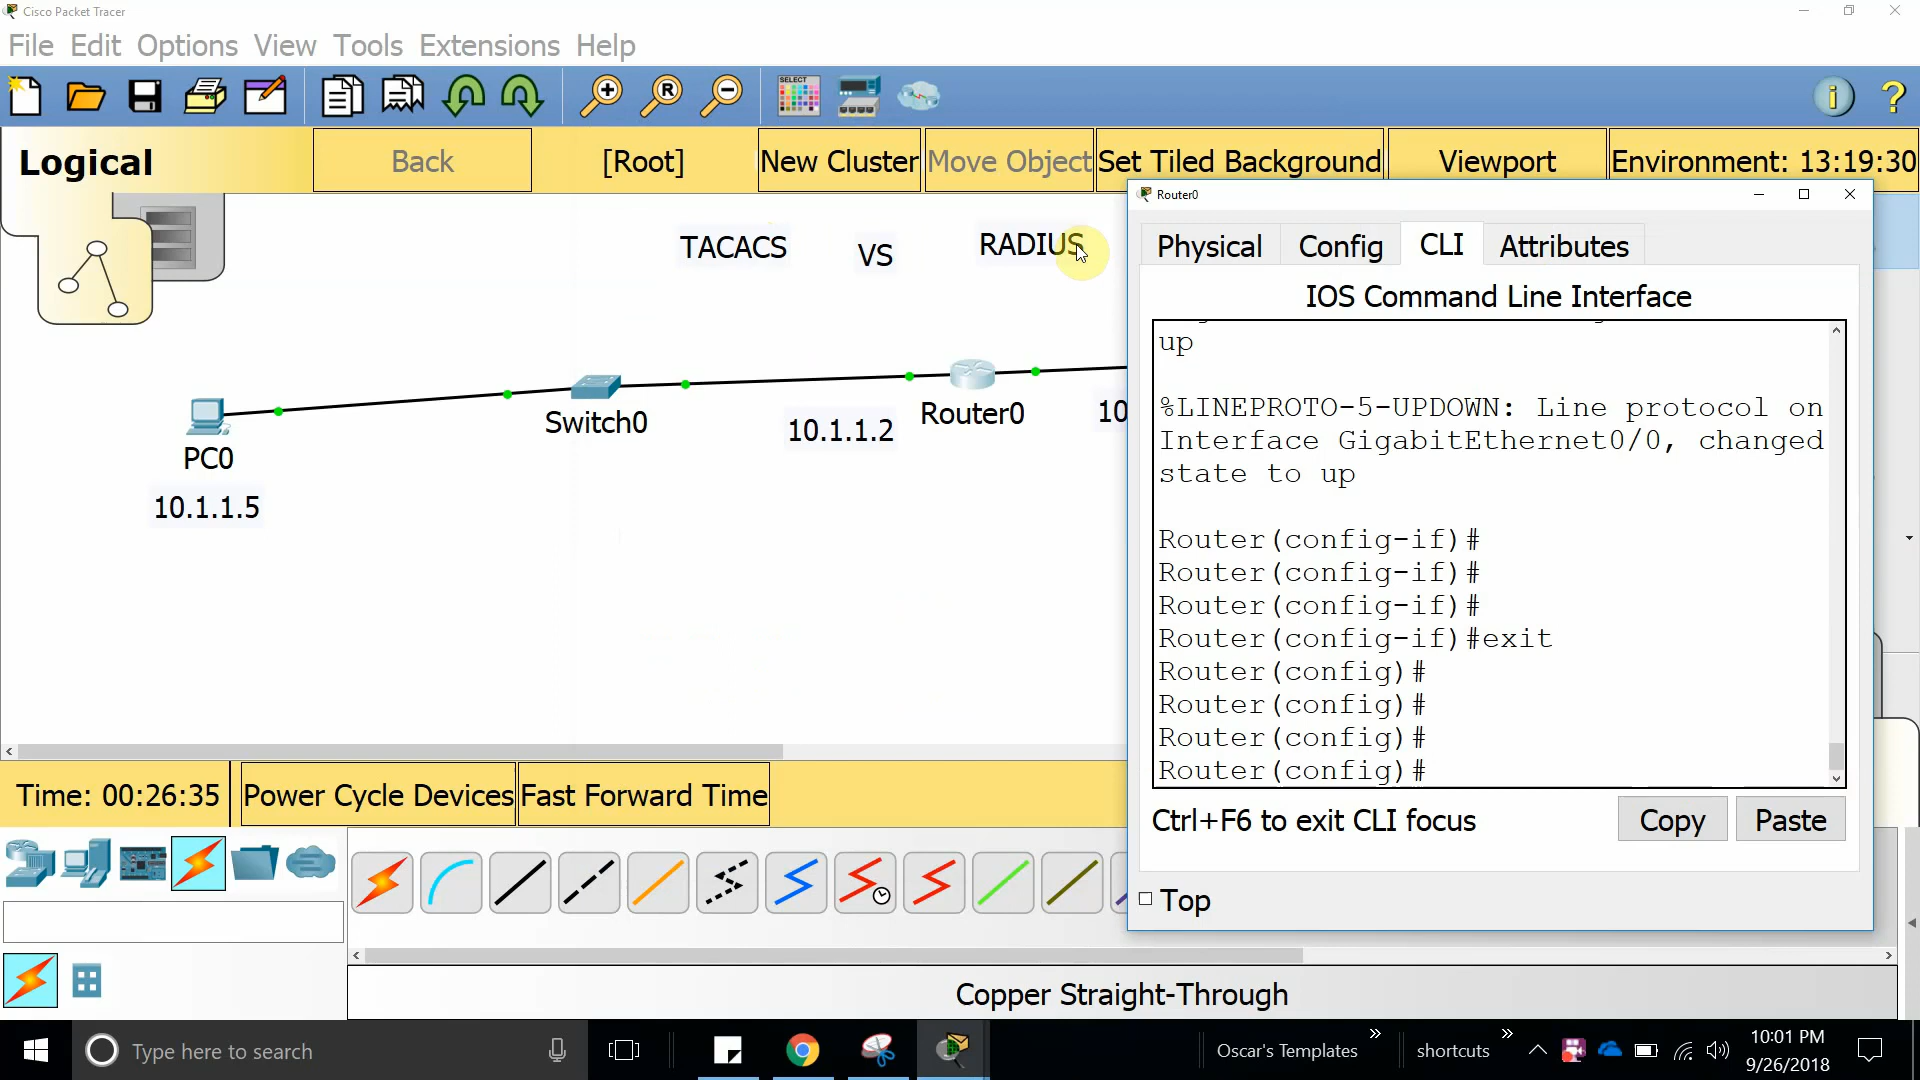 Cisco Packet Tracer
File Edit Options View Tools Extensions Help
SELECT
Logical
Back
[Root]
New Cluster
Move Object
Set Tiled Background
Viewport
Environment: 13:19:30
TACACS
VS
RADIUS
PC0
10.1.1.5
Switch0
10.1.1.2
Router0
10
Router0
Physical
Config
CLI
Attributes
IOS Command Line Interface
up
%LINEPROTO-5-UPDOWN: Line protocol on
Interface GigabitEthernet0/0, changed
state to up
Router(config-if)#
Router(config-if)#
Router(config-if)#
Router(config-if)#exit
Router(config)#
Router(config)#
Router(config)#
Router(config)#
Ctrl+F6 to exit CLI focus
Copy
Paste
Top
Time: 00:26:35
Power Cycle Devices
Fast Forward Time
Copper Straight-Through
Type here to search
Oscar's Templates
shortcuts
10:01 PM
9/26/2018